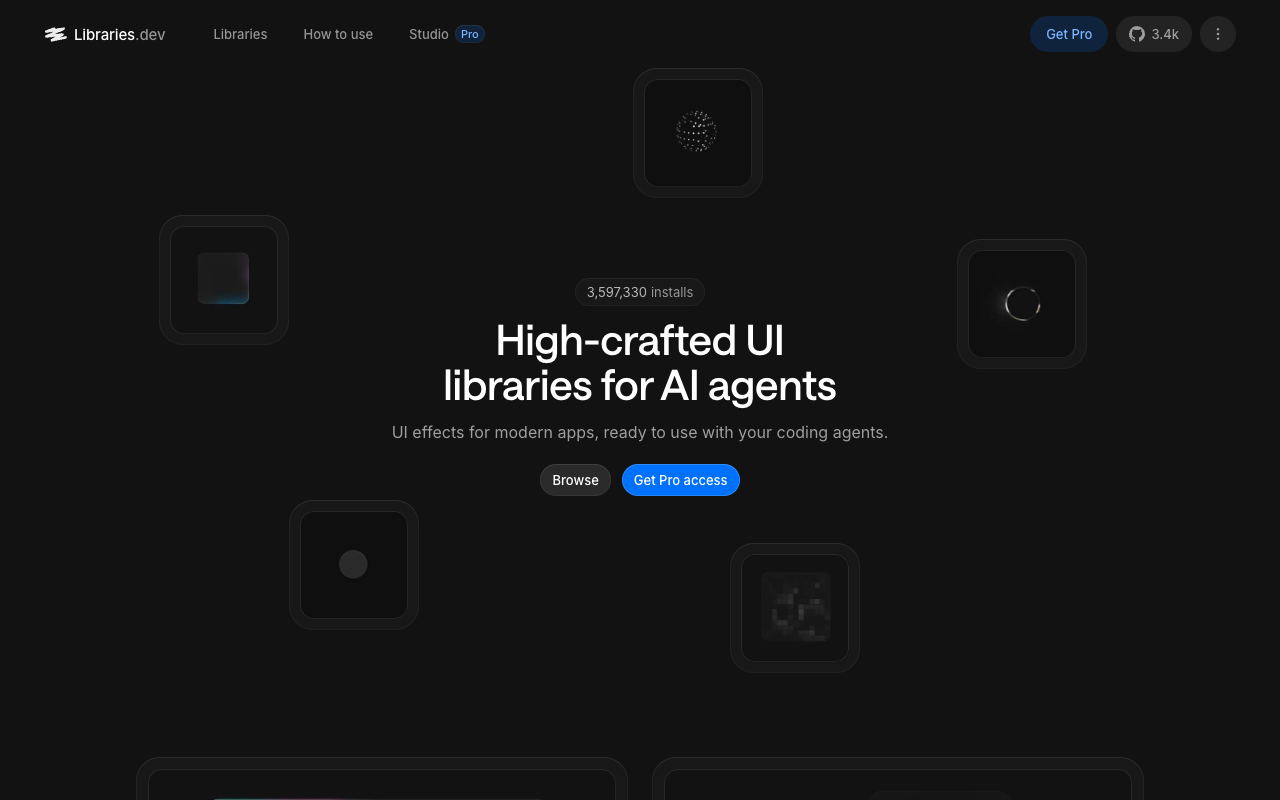 Libraries.dev
Libraries
How to use
Studio Pro
Get Pro
3.4k
3,597,330 installs
High-crafted UI
libraries for AI agents
UI effects for modern apps, ready to use with your coding agents.
Browse
Get Pro access